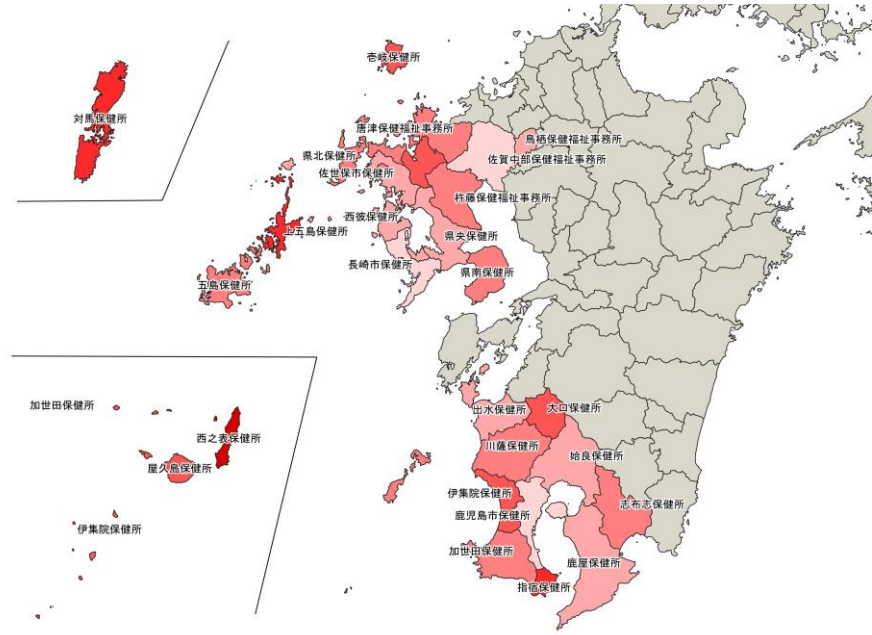 壱岐保健所
対馬保健所
唐津保健福祉事務所
鳥栖保健福祉事務所
県北保健所
佐賀中部保健福祉事務所
佐世保市保健所
杵藤保健福祉事務所
西彼保健所
上五島保健所
県央保健所
長崎市保健所
県南保健所
五島保健所
加世田保健所
西之表保健所
屋久島保健所
伊集院保健所
出水保健所
大口保健所
川薩保健所
姶良保健所
伊集院保健所
志布志保健所
鹿児島市保健所
加世田保健所
鹿屋保健所
指宿保健所